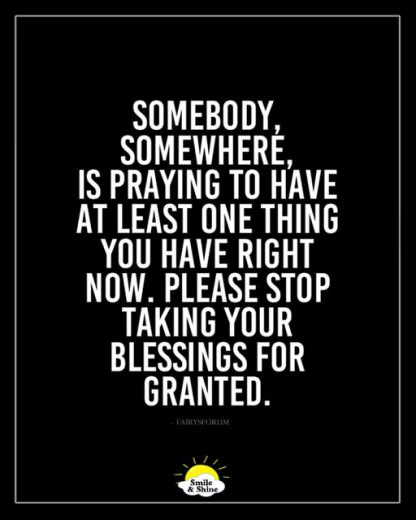 SOMEBODY,
SOMEWHERE,
IS PRAYING TO HAVE
AT LEAST ONE THING
YOU HAVE RIGHT
NOW. PLEASE STOP
TAKING YOUR
BLESSINGS FOR
GRANTED.
- FAIRYSFORUM
Smile
& Shine